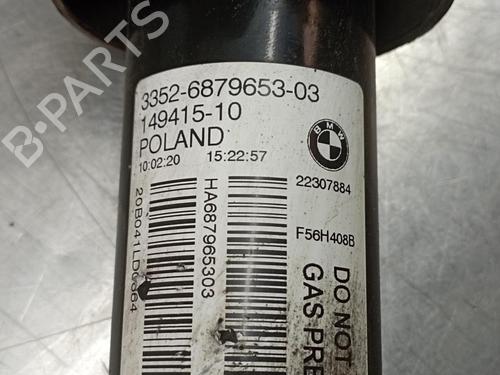 3352-6879653-03
149415-10
POLAND
10:02:20 15:22:57
BMW
22307884
F56H408B
HA687965303
DO NOT
GAS PRE
B-PARTS